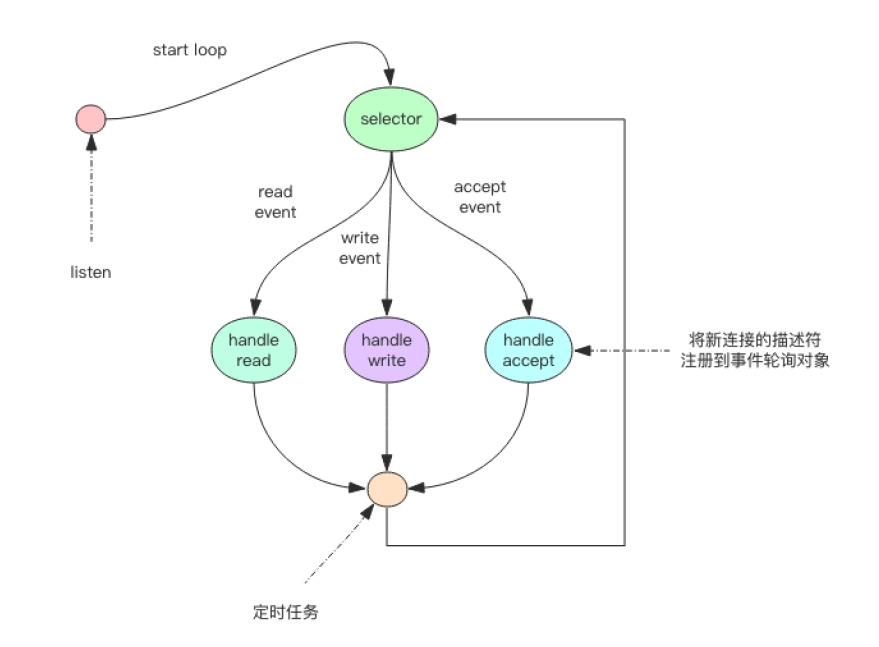 start loop
selector
read
event
accept
event
write
event
listen
handle
read
handle
write
handle
accept
将新连接的描述符
注册到事件轮询对象
定时任务